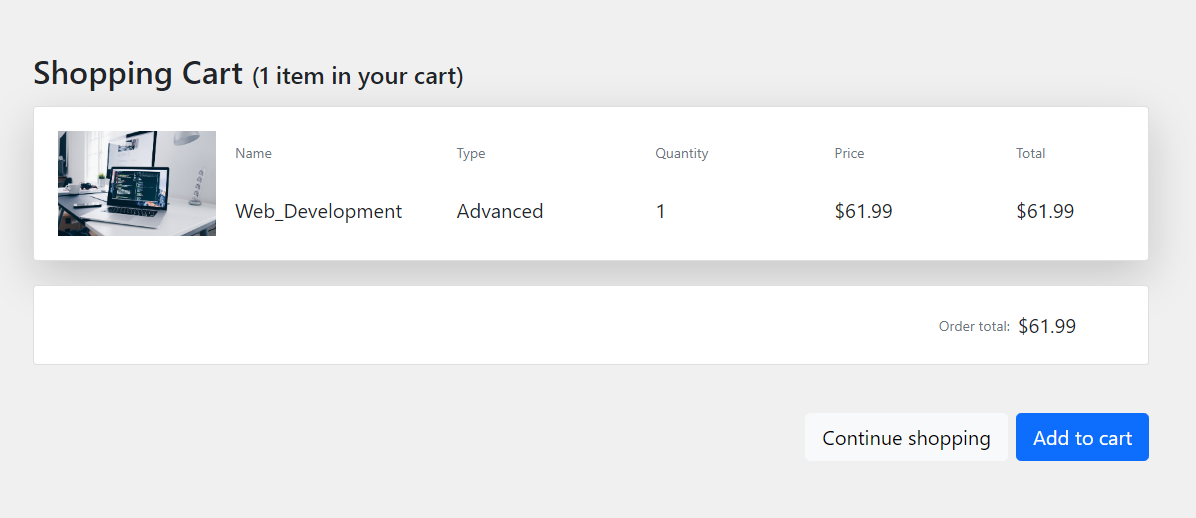 Shopping Cart (1 item in your cart)
Name Type Quantity Price Total
Web_Development Advanced 1 $61.99 $61.99
Order total: $61.99
Continue shopping Add to cart